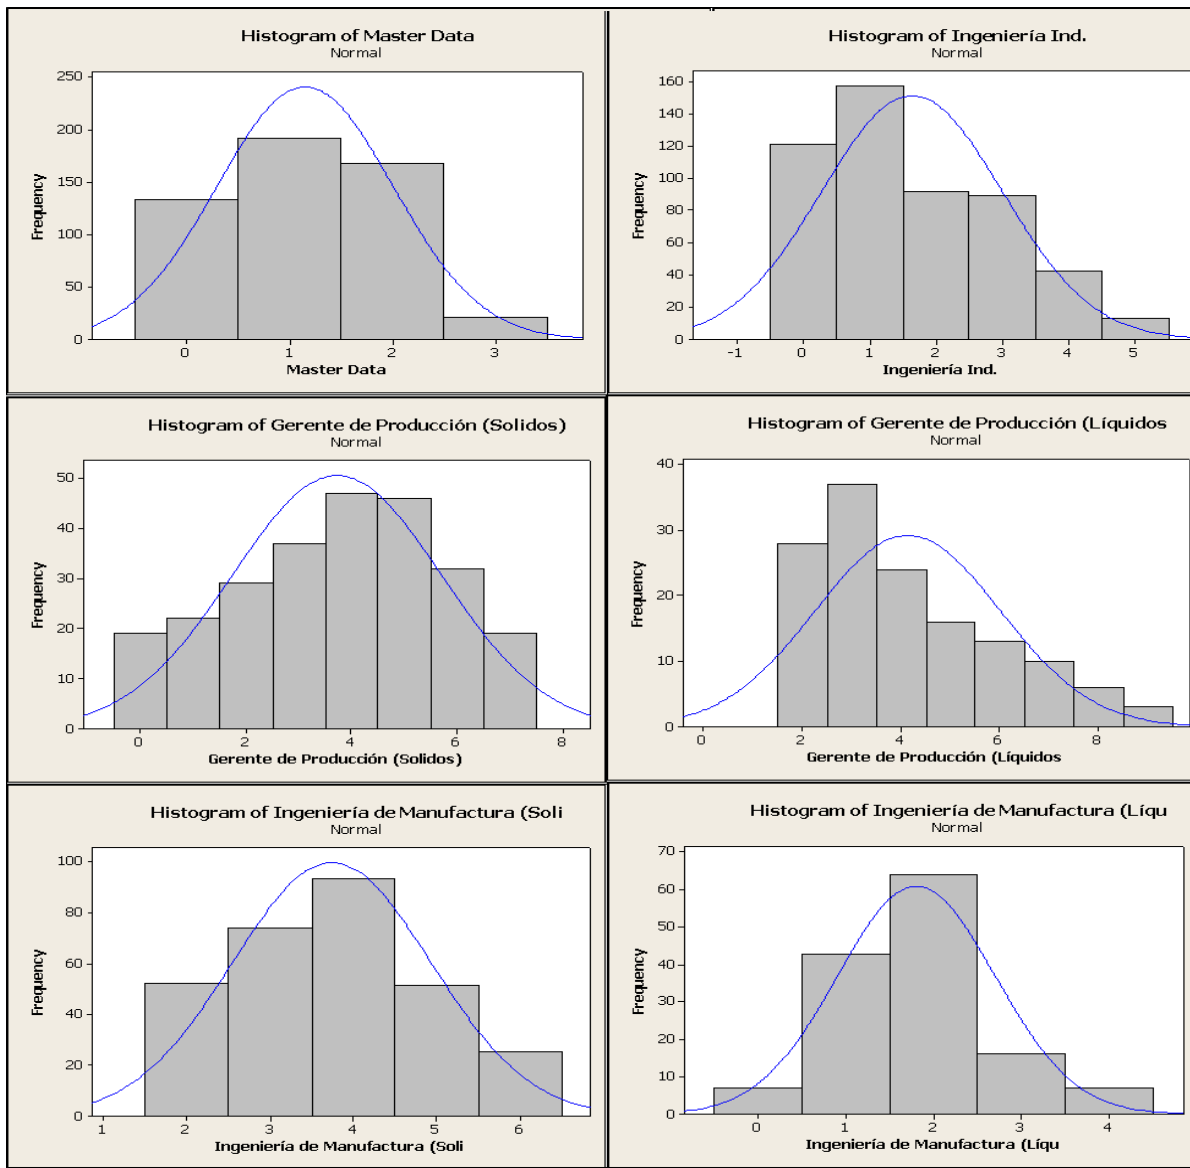 Histogram of Master Data
Normal
250
200
150
100
50
0
Frequency
0 1 2 3
Master Data
Histogram of Ingeniería Ind.
Normal
160
140
120
100
80
60
40
20
0
Frequency
-1 0 1 2 3 4 5
Ingeniería Ind.
Histogram of Gerente de Producción (Solidos)
Normal
50
40
30
20
10
0
Frequency
0 2 4 6 8
Gerente de Producción (Solidos)
Histogram of Gerente de Producción (Líquidos
Normal
40
30
20
10
0
Frequency
0 2 4 6 8
Gerente de Producción (Líquidos
Histogram of Ingeniería de Manufactura (Soli
Normal
100
80
60
40
20
0
Frequency
1 2 3 4 5 6
Ingeniería de Manufactura (Soli
Histogram of Ingeniería de Manufactura (Líqu
Normal
70
60
50
40
30
20
10
0
Frequency
0 1 2 3 4
Ingeniería de Manufactura (Líqu